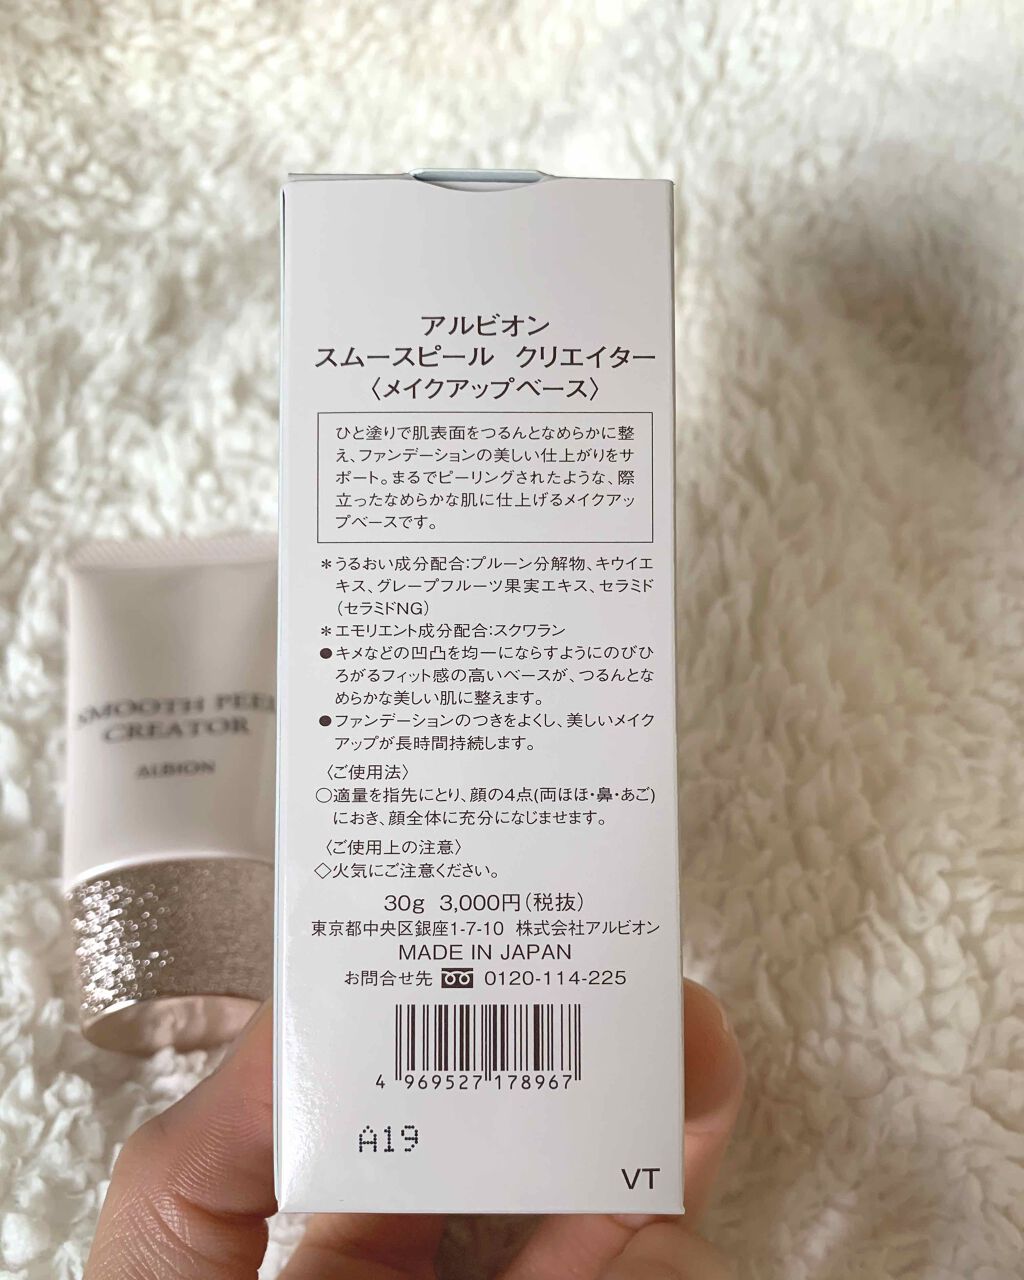 アルビオン
スムースピール クリエイター
〈メイクアップベース〉
ひと塗りで肌表面をつるんとなめらかに整
え、ファンデーションの美しい仕上がりをサ
ポート。まるでピーリングされたような、際
立ったなめらかな肌に仕上げるメイクアッ
プベースです。
＊うるおい成分配合:プルーン分解物、キウイエ
キス、グレープフルーツ果実エキス、セラミド
（セラミドNG）
＊エモリエント成分配合:スクワラン
●キメなどの凹凸を均一にならすようにのびひ
ろがるフィット感の高いベースが、つるんとな
めらかな美しい肌に整えます。
●ファンデーションのつきをよくし、美しいメイク
アップが長時間持続します。
〈ご使用法〉
○適量を指先にとり、顔の4点(両ほほ・鼻・あご)
におき、顔全体に充分になじませます。
〈ご使用上の注意〉
◇火気にご注意ください。
30g 3,000円（税抜）
東京都中央区銀座1-7-10 株式会社アルビオン
MADE IN JAPAN
お問合せ先 0120-114-225
4 969527 178967
A19
VT
SMOOTH PEEL
CREATOR
ALBION